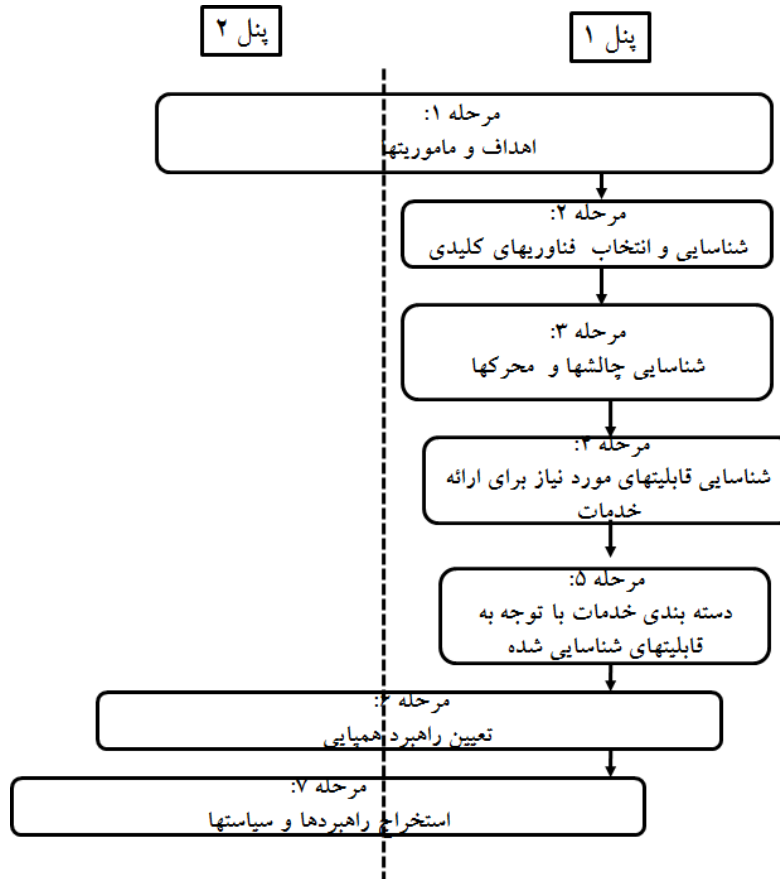 پنل ۱
پنل ۲
مرحله ۱:
اهداف و ماموریتها
مرحله ۲:
شناسایی و انتخاب فناوریهای کلیدی
مرحله ۳:
شناسایی چالشها و محرکها
مرحله ۴:
شناسایی قابلیتهای مورد نیاز برای ارائه
خدمات
مرحله ۵:
دسته بندی خدمات با توجه به
قابلیتهای شناسایی شده
مرحله ۶:
تعیین راهبرد همپایی
مرحله ۷:
استخراج راهبردها و سیاستها